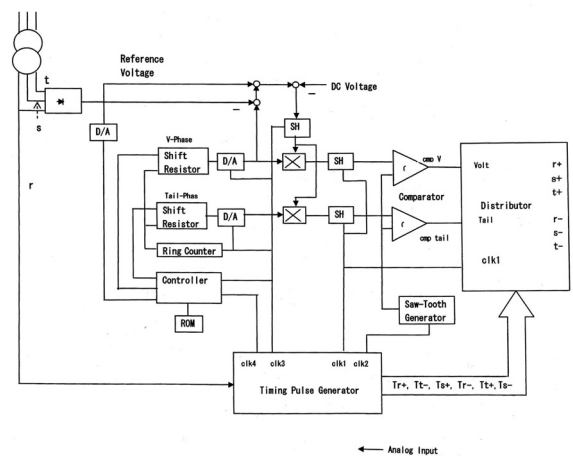 t
Reference
Voltage
DC Voltage
s
D/A
SH
V-Phase
Shift
Resistor
D/A
SH
cmp V
r
Comparator
Volt
r+
s+
t+
Distributor
r
Tail-Phas
Shift
Resistor
D/A
SH
r
cmp tail
Tail
r-
s-
t-
Ring Counter
clk1
Controller
ROM
Saw-Tooth
Generator
clk4
clk3
clk1
clk2
Timing Pulse Generator
Tr+, Tt-, Ts+, Tr-, Tt+,Ts-
Analog Input